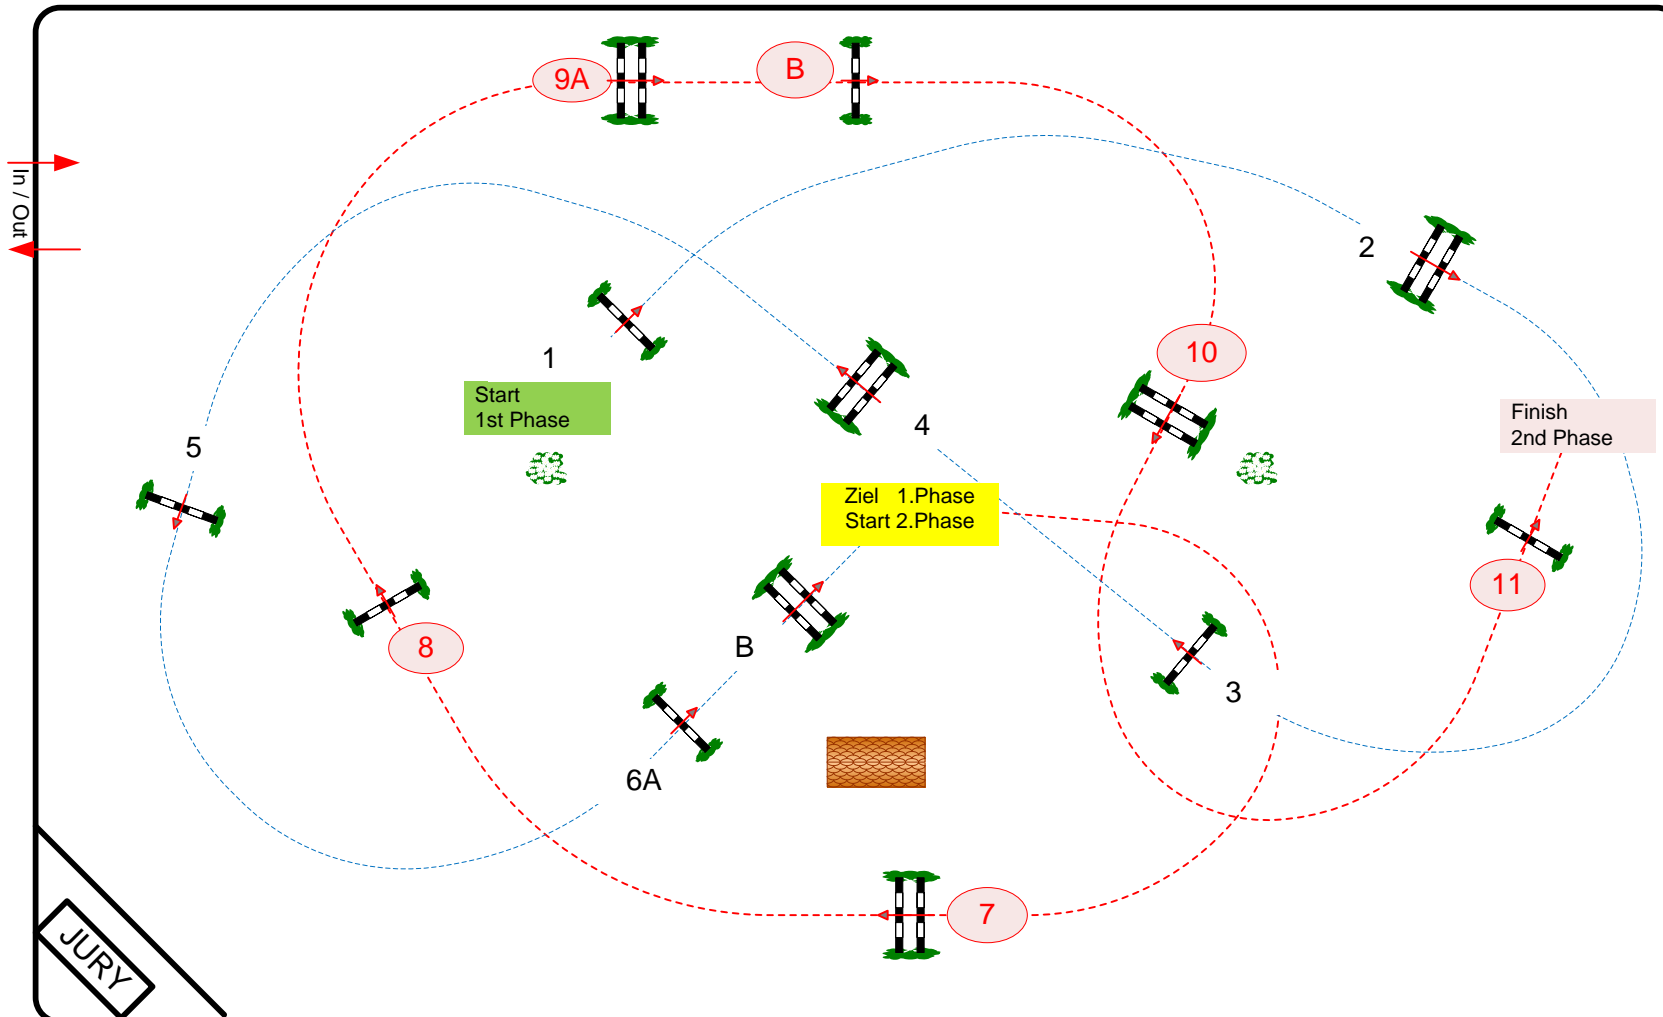 9A
B
In / Out
2
1
10
Start
1st Phase
4
Finish
2nd Phase
5
Ziel 1.Phase
Start 2.Phase
11
8
B
3
6A
7
JURY